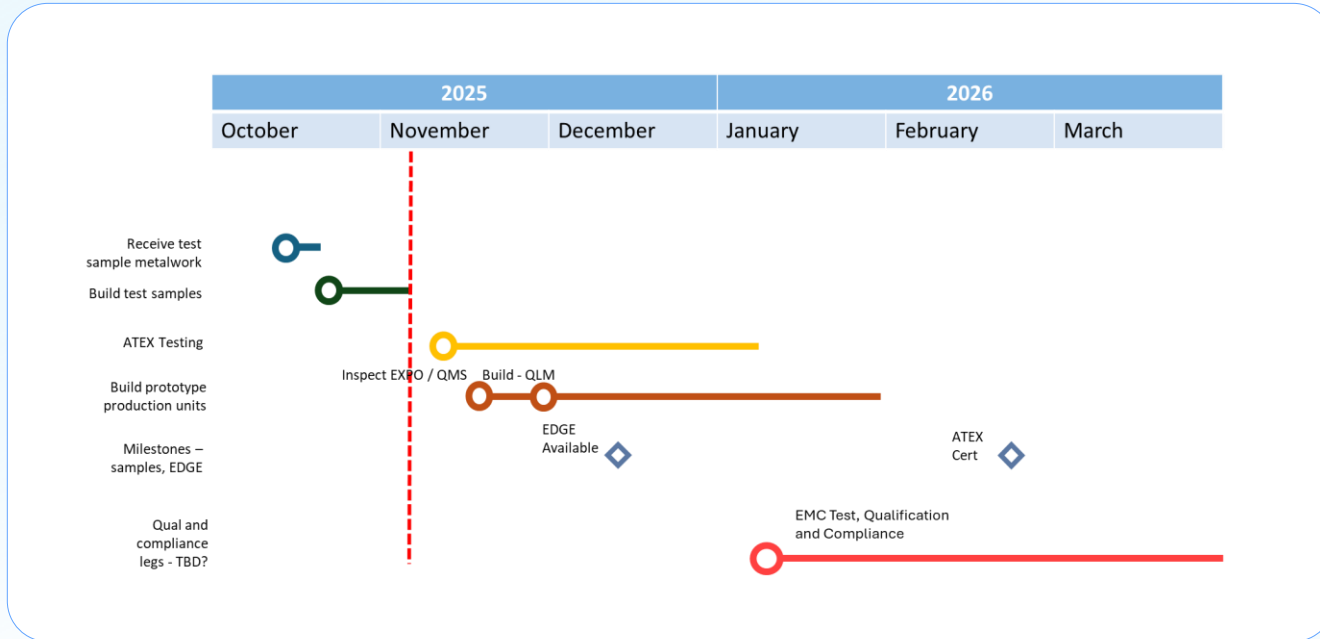 2025
2026
October
November
December
January
February
March
Receive test
sample metalwork
Build test samples
ATEX Testing
Inspect EXPO / QMS
Build - QLM
Build prototype
production units
EDGE
Available
ATEX
Cert
Milestones –
samples, EDGE
EMC Test, Qualification
and Compliance
Qual and
compliance
legs - TBD?